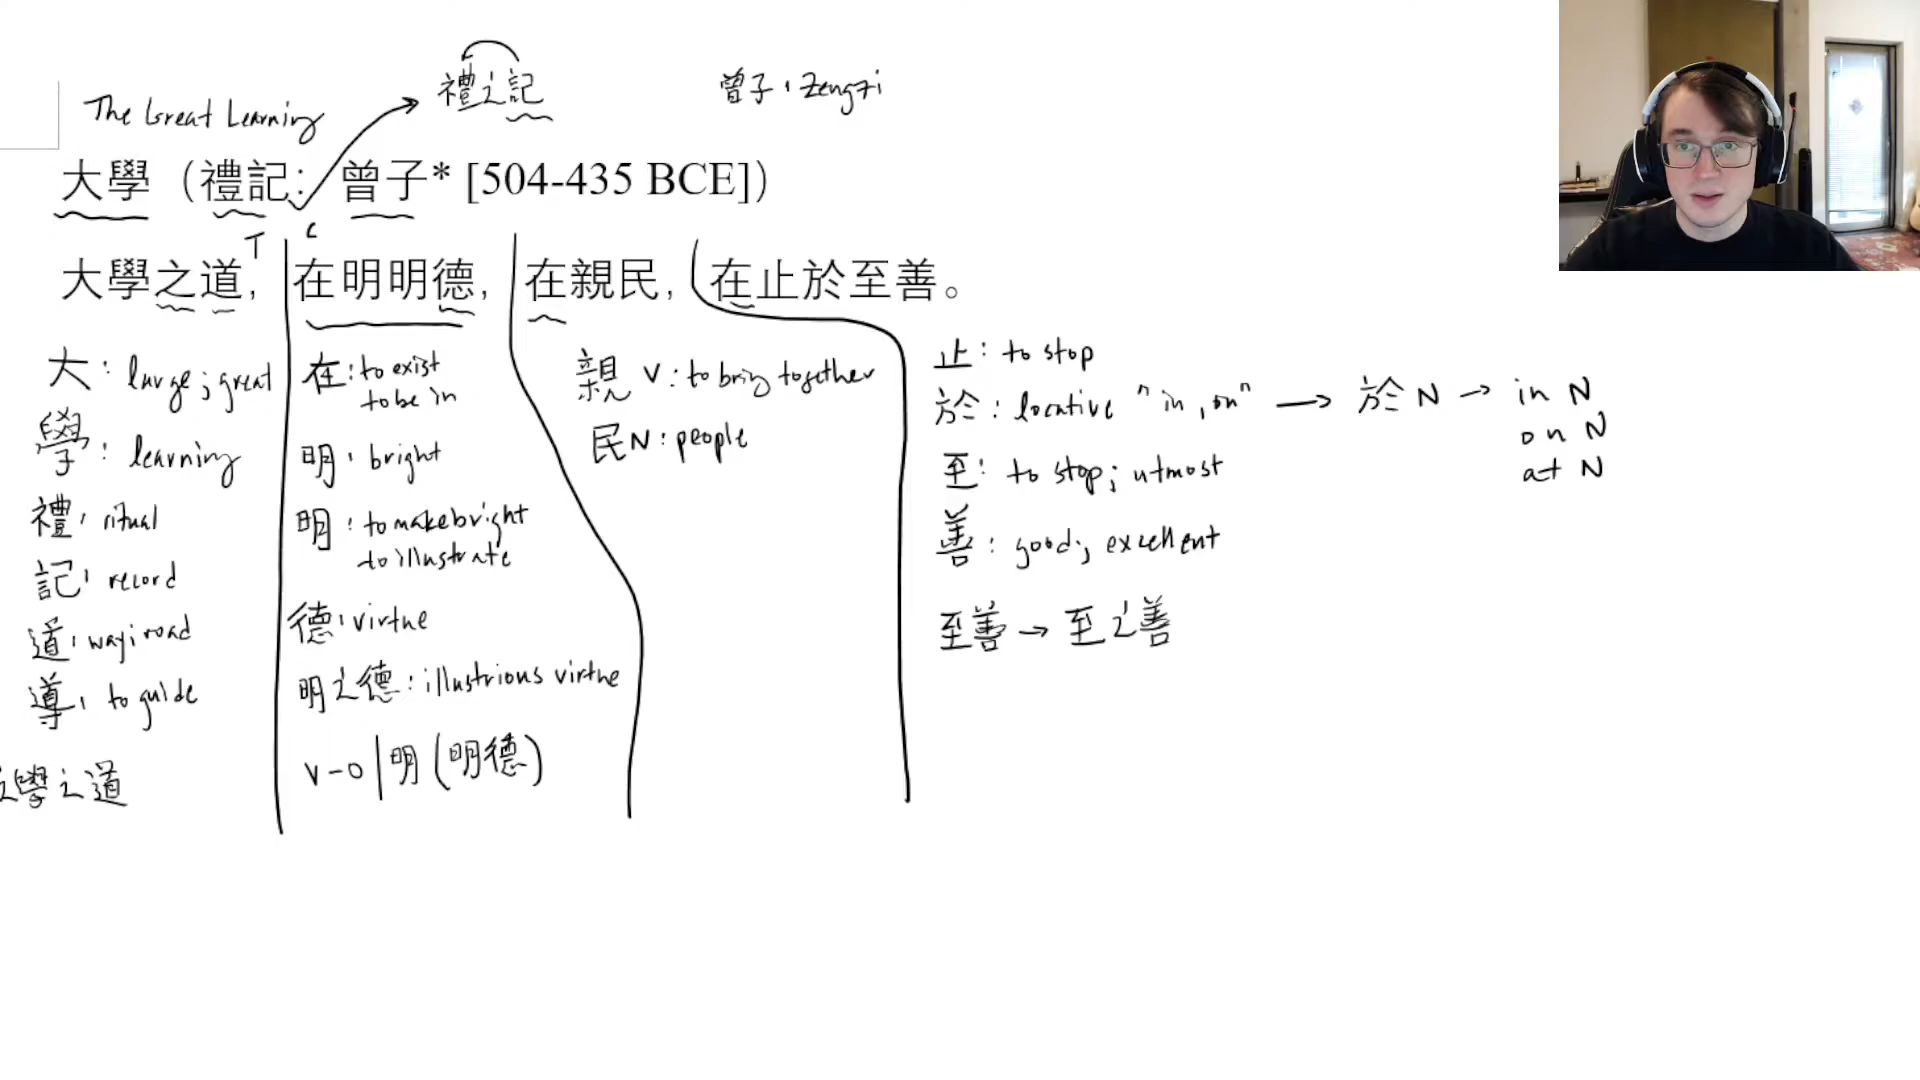 禮之記
曾子: Zengzi
The Great Learning
大學（禮記：曾子* [504-435 BCE]）
T
C
大學之道，在明明德，在親民，在止於至善。
大: large; great
學: learning
禮: ritual
記: record
道: way; road
導: to guide
學之道
在: to exist
to be in
明: bright
明: to make bright
to illustrate
德: virtue
明之德: illustrious virtue
V-O | 明(明德)
親 V: to bring together
民 N: people
止: to stop
於: locative "in, on" → 於 N → in N
on N
at N
至: to stop; utmost
善: good; excellent
至善 → 至之善